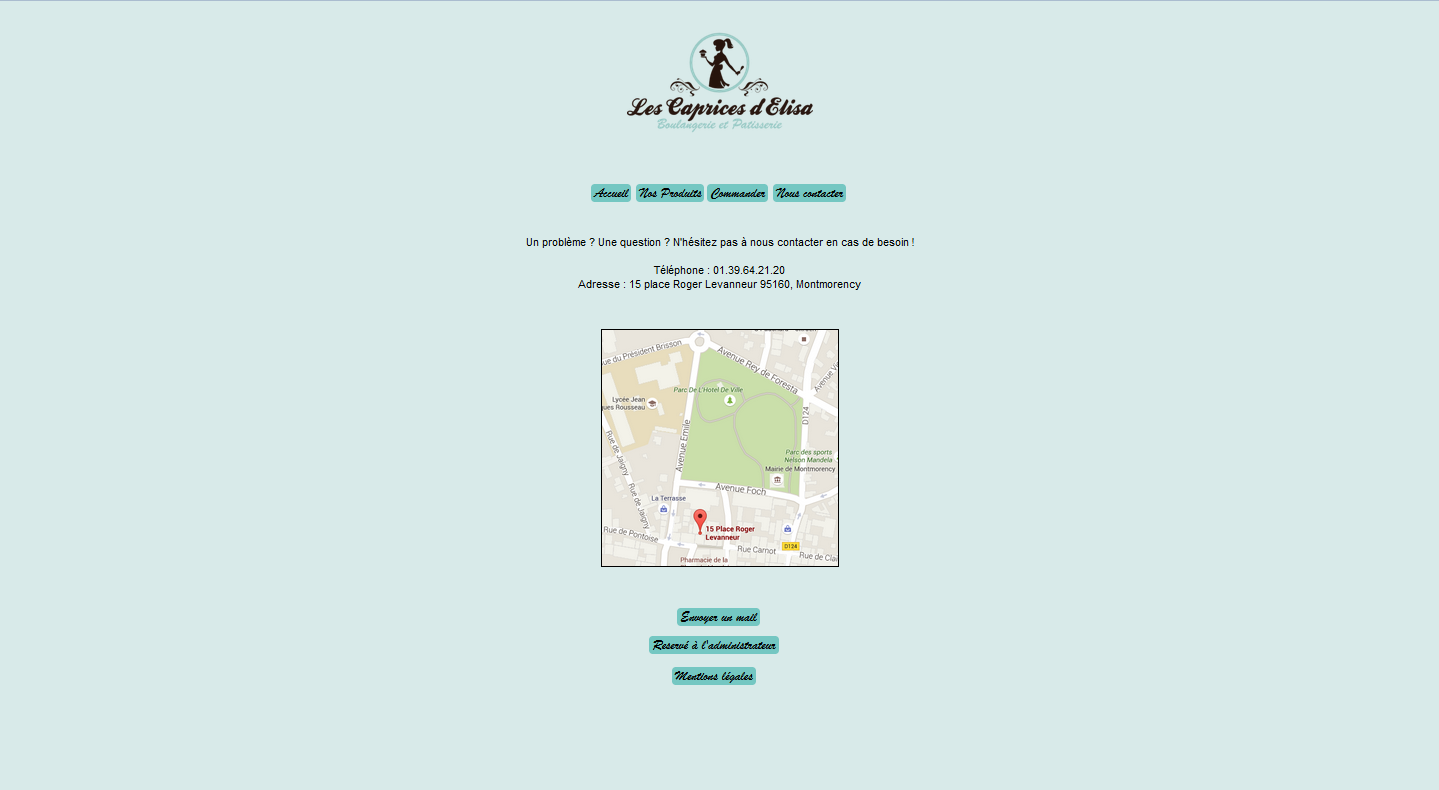 Les Caprices d'Elisa
Boulangerie et Patisserie
Accueil Nos Produits Commander Nous contacter
Un problème ? Une question ? N'hésitez pas à nous contacter en cas de besoin !
Téléphone : 01.39.64.21.20
Adresse : 15 place Roger Levanneur 95160, Montmorency
ue du Président Brisson
Avenue Rey de Foresta
Avenue Vi
Parc De L'Hotel De Ville
Lycée Jean
ques Rousseau
D124
Avenue Emile
Rue de Jaigny
Parc des sports
Nelson Mandela
Mairie de Montmorency
Avenue Foch
La Terrasse
Rue de Jaigny
15 Place Roger
Levanneur
Rue de Pontoise
Rue Carnot
D124
Rue de Clai
Pharmacie de la
Envoyer un mail
Reservé à l'administrateur
Mentions légales